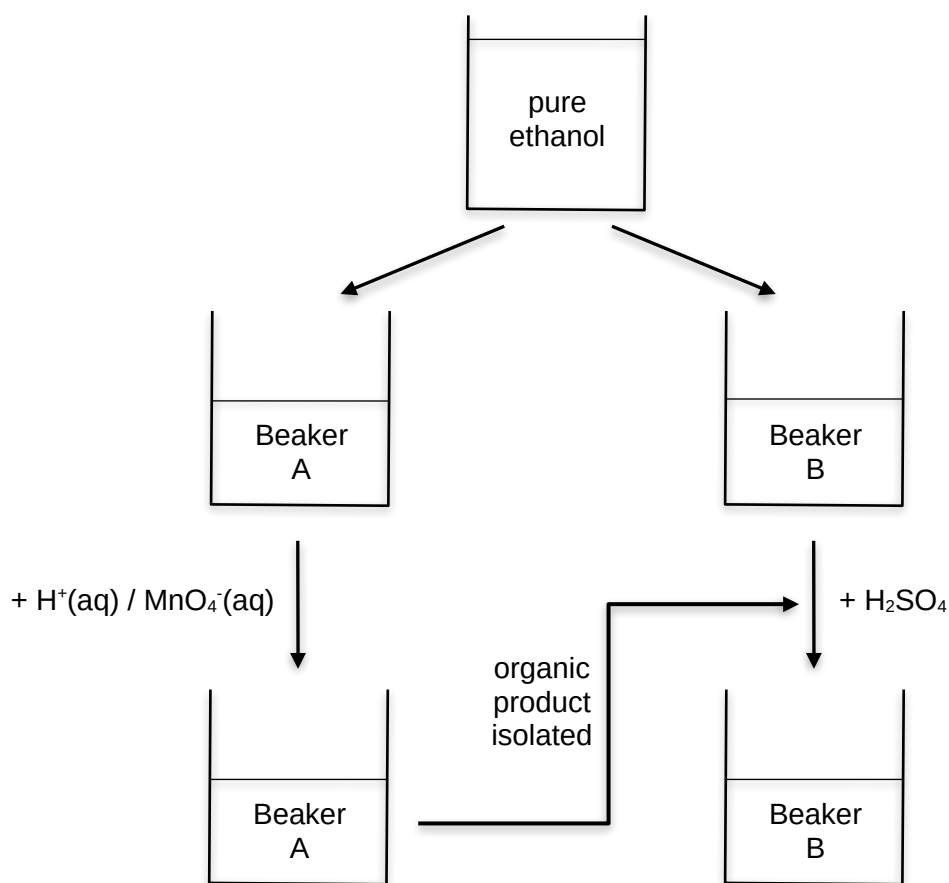 pure
ethanol
Beaker
A
Beaker
B
+ H⁺(aq) / MnO₄⁻(aq)
+ H₂SO₄
organic
product
isolated
Beaker
A
Beaker
B